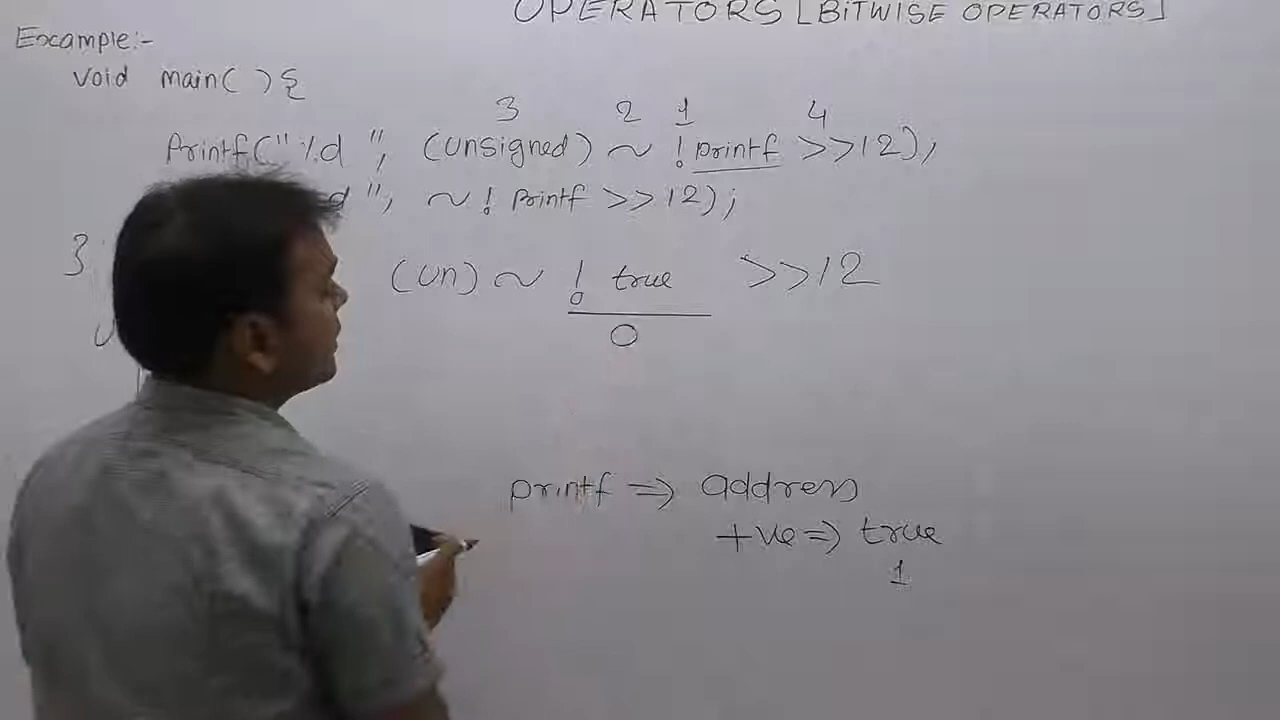 OPERATORS [BITWISE OPERATORS]
Example:-
void main( ) {
3 2 1 4
Printf("%d ", (unsigned) ~ ! printf >>12);
d ", ~ ! Printf >>12);
}
(un) ~ ! true >>12
0
printf => address
+ve => true
1